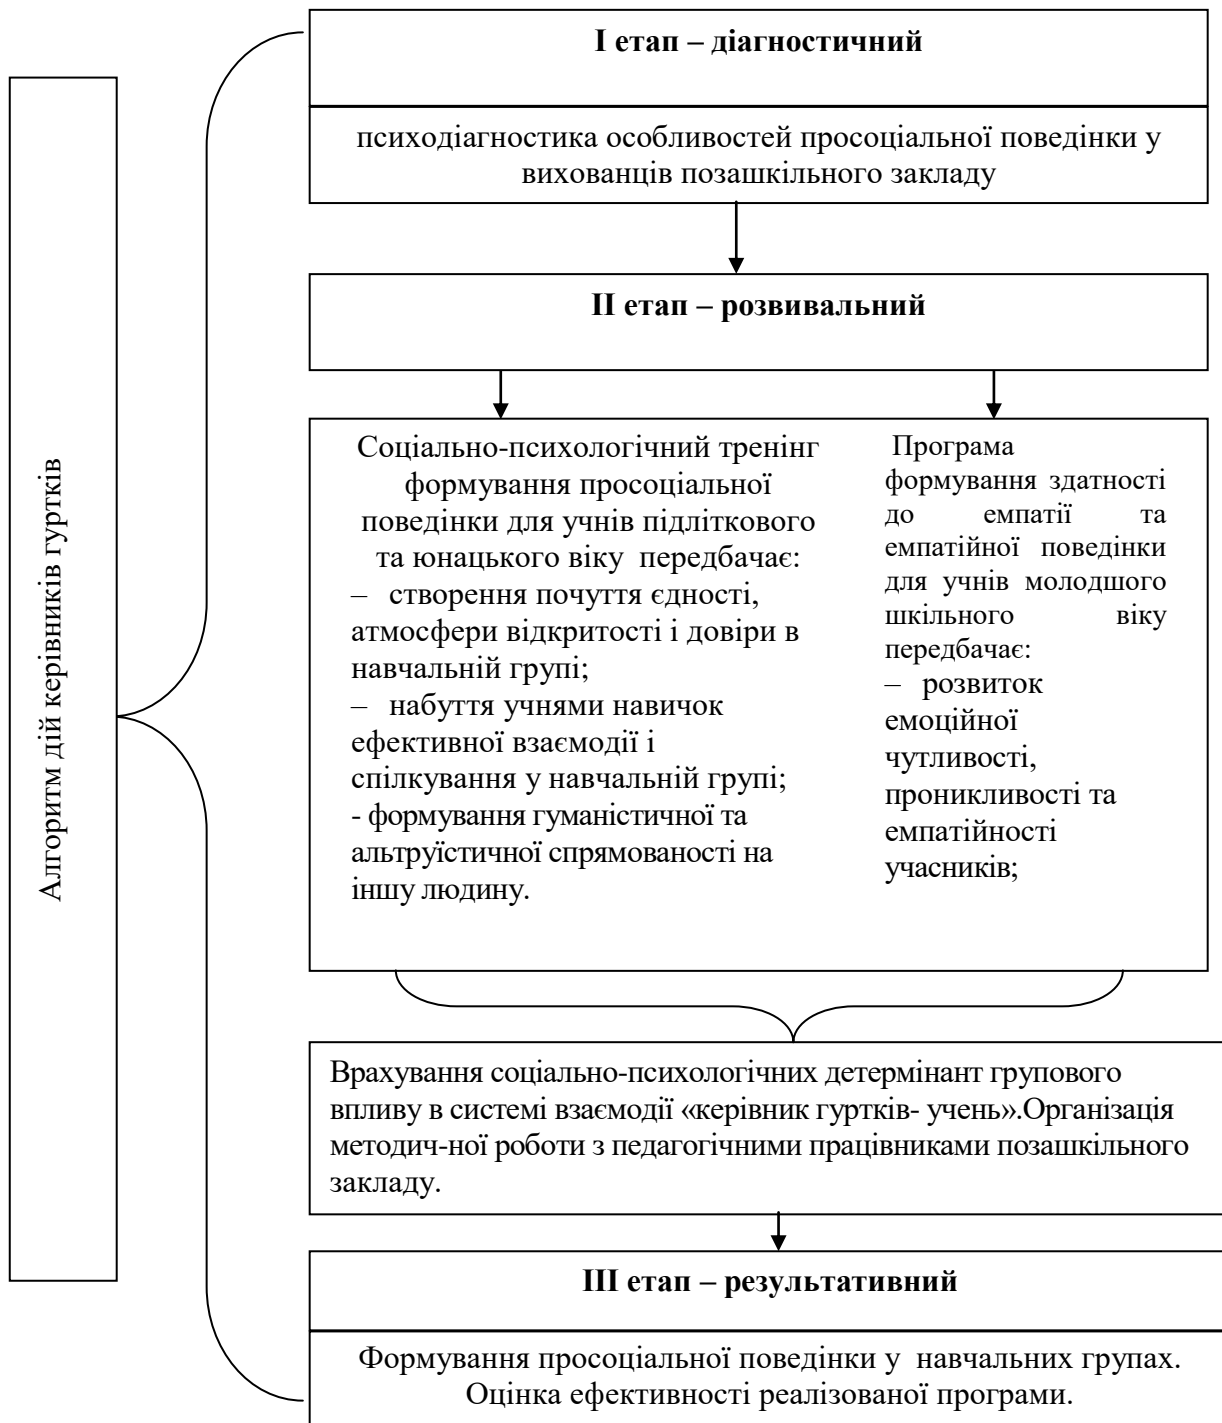 Алгоритм дій керівників гуртків
І етап – діагностичний
психодіагностика особливостей просоціальної поведінки у
вихованців позашкільного закладу
ІІ етап – розвивальний
Соціально-психологічний тренінг
формування просоціальної
поведінки для учнів підліткового
та юнацького віку передбачає:
– створення почуття єдності,
атмосфери відкритості і довіри в
навчальній групі;
– набуття учнями навичок
ефективної взаємодії і
спілкування у навчальній групі;
- формування гуманістичної та
альтруїстичної спрямованості на
іншу людину.
Програма
формування здатності
до емпатії та
емпатійної поведінки
для учнів молодшого
шкільного віку
передбачає:
– розвиток
емоційної
чутливості,
проникливості та
емпатійності
учасників;
Врахування соціально-психологічних детермінант групового
впливу в системі взаємодії «керівник гуртків- учень».Організація
методич-ної роботи з педагогічними працівниками позашкільного
закладу.
ІІІ етап – результативний
Формування просоціальної поведінки у навчальних групах.
Оцінка ефективності реалізованої програми.